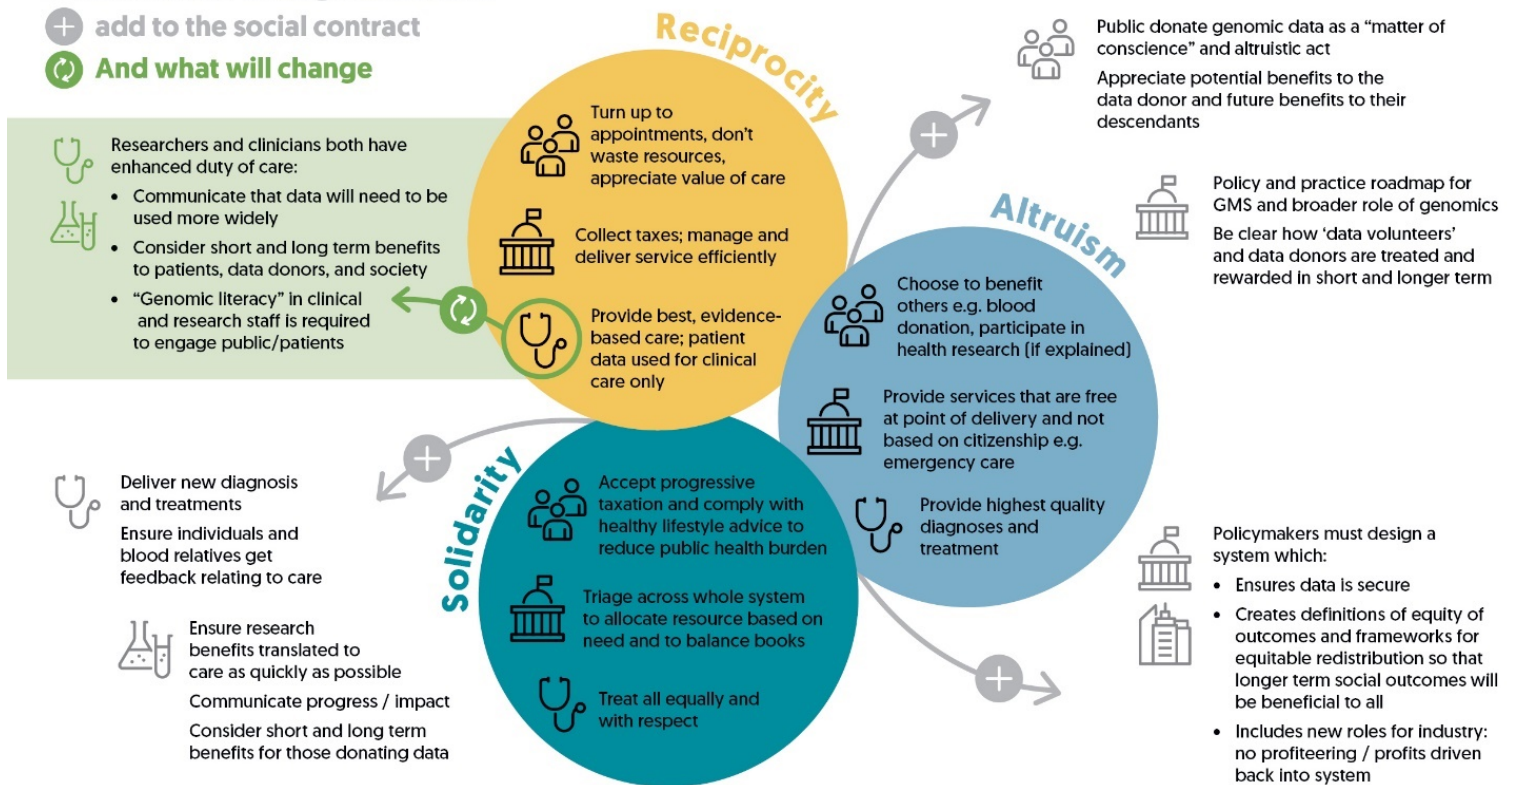 add to the social contract
And what will change
Researchers and clinicians both have
enhanced duty of care:
• Communicate that data will need to be
used more widely
• Consider short and long term benefits
to patients, data donors, and society
• “Genomic literacy” in clinical
and research staff is required
to engage public/patients
Reciprocity
Turn up to
appointments, don’t
waste resources,
appreciate value of care
Collect taxes; manage and
deliver service efficiently
Provide best, evidence-
based care; patient
data used for clinical
care only
Public donate genomic data as a “matter of
conscience” and altruistic act
Appreciate potential benefits to the
data donor and future benefits to their
descendants
Policy and practice roadmap for
GMS and broader role of genomics
Be clear how ‘data volunteers’
and data donors are treated and
rewarded in short and longer term
Altruism
Choose to benefit
others e.g. blood
donation, participate in
health research (if explained)
Provide services that are free
at point of delivery and not
based on citizenship e.g.
emergency care
Provide highest quality
diagnoses and
treatment
Solidarity
Accept progressive
taxation and comply with
healthy lifestyle advice to
reduce public health burden
Triage across whole system
to allocate resource based on
need and to balance books
Treat all equally and
with respect
Deliver new diagnosis
and treatments
Ensure individuals and
blood relatives get
feedback relating to care
Ensure research
benefits translated to
care as quickly as possible
Communicate progress / impact
Consider short and long term
benefits for those donating data
Policymakers must design a
system which:
• Ensures data is secure
• Creates definitions of equity of
outcomes and frameworks for
equitable redistribution so that
longer term social outcomes will
be beneficial to all
• Includes new roles for industry:
no profiteering / profits driven
back into system